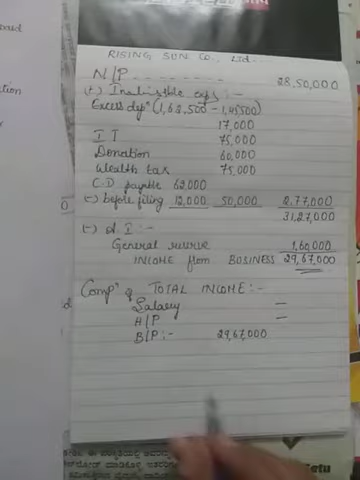 RISING SUN Co., Ltd..
N/P - - - - - - - - 28,50,000
(+) Inadmissible exps :-
Excess dep^n (1,62,500 - 1,45,500)
17,000
I T 75,000
Donation 60,000
Wealth tax 75,000
C.D payable 62,000
(-) before filing 12,000 50,000 2,77,000
31,27,000
(-) A I :-
General reserve 1,60,000
INCOME from BUSINESS 29,67,000
Comp^n of TOTAL INCOME :-
Salary =
H/P =
B/P :- 29,67,000